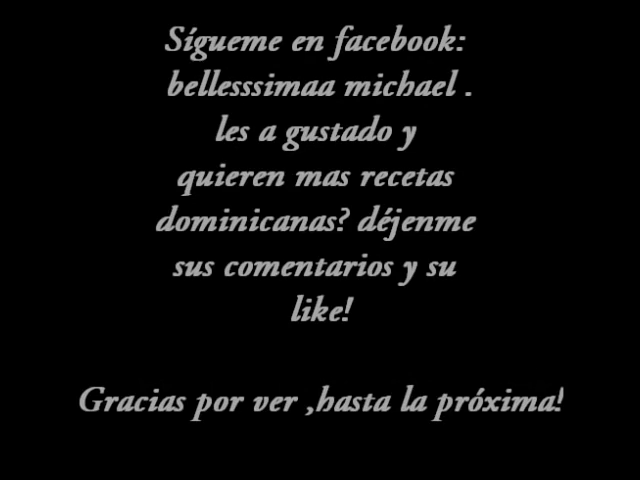 Sígueme en facebook:
bellesssimaa michael .
les a gustado y
quieren mas recetas
dominicanas? déjenme
sus comentarios y su
like!
Gracias por ver ,hasta la próxima!